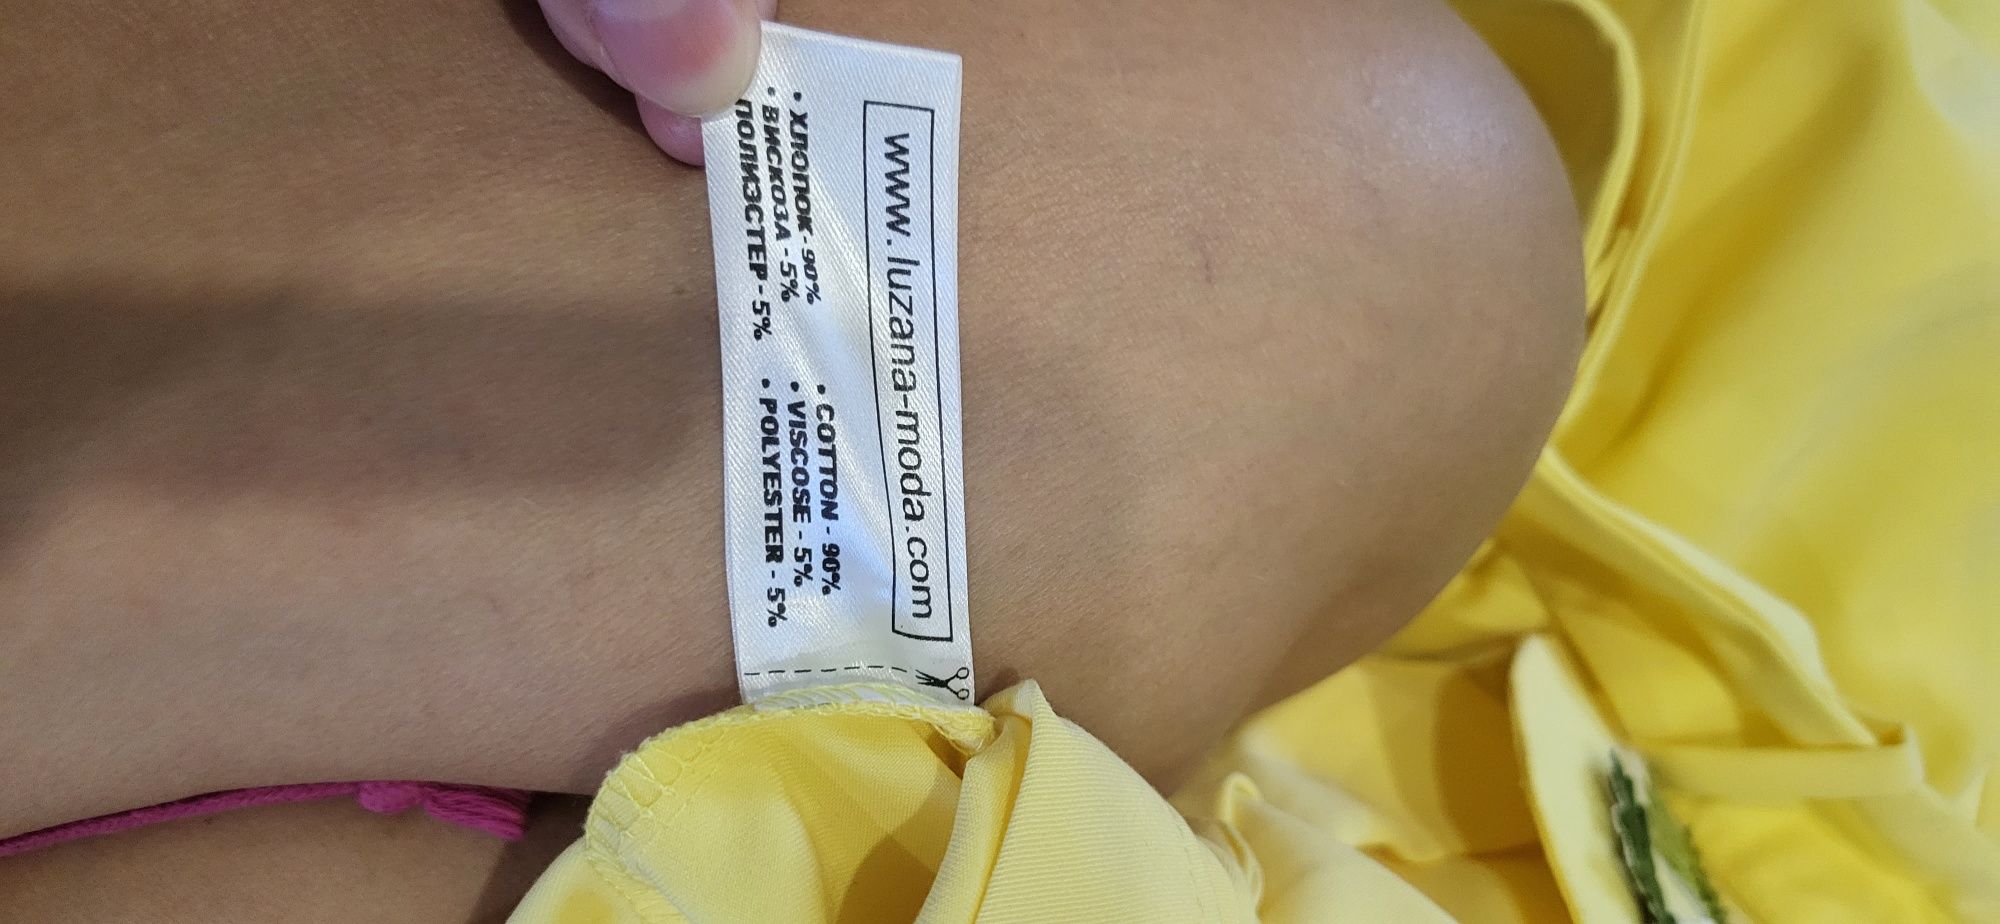 www.luzana-moda.com
• ХЛОПОК - 90%
• ВИСКОЗА - 5%
ПОЛИЭСТЕР - 5%
• COTTON - 90%
• VISCOSE - 5%
• POLYESTER - 5%